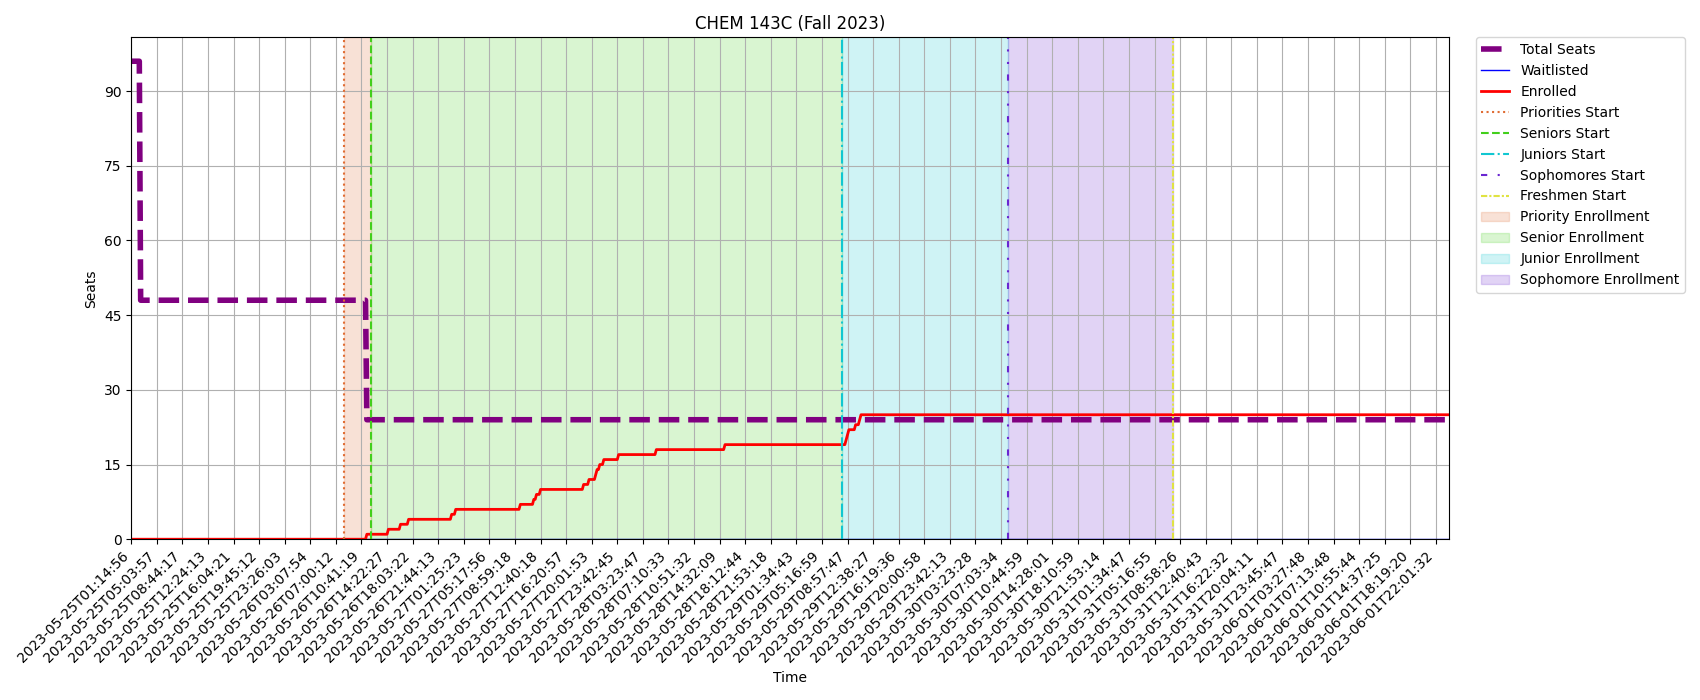 CHEM 143C (Fall 2023)
Seats
90
75
60
45
30
15
0
2023-05-25T01:14:56
2023-05-25T05:03:57
2023-05-25T08:44:17
2023-05-25T12:24:13
2023-05-25T16:04:21
2023-05-25T19:45:12
2023-05-25T23:26:03
2023-05-26T03:07:54
2023-05-26T07:00:12
2023-05-26T10:41:19
2023-05-26T14:22:27
2023-05-26T18:03:22
2023-05-26T21:44:13
2023-05-27T01:25:23
2023-05-27T05:17:56
2023-05-27T08:59:18
2023-05-27T12:40:18
2023-05-27T16:20:57
2023-05-27T20:01:53
2023-05-27T23:42:45
2023-05-28T03:23:47
2023-05-28T07:10:33
2023-05-28T10:51:32
2023-05-28T14:32:09
2023-05-28T18:12:44
2023-05-28T21:53:18
2023-05-29T01:34:43
2023-05-29T05:16:59
2023-05-29T08:57:47
2023-05-29T12:38:27
2023-05-29T16:19:36
2023-05-29T20:00:58
2023-05-29T23:42:13
2023-05-30T03:23:28
2023-05-30T07:03:34
2023-05-30T10:44:59
2023-05-30T14:28:01
2023-05-30T18:10:59
2023-05-30T21:53:14
2023-05-31T01:34:47
2023-05-31T05:16:55
2023-05-31T08:58:26
2023-05-31T12:40:43
2023-05-31T16:22:32
2023-05-31T20:04:11
2023-05-31T23:45:47
2023-06-01T03:27:48
2023-06-01T07:13:48
2023-06-01T10:55:44
2023-06-01T14:37:25
2023-06-01T18:19:20
2023-06-01T22:01:32
Time
Total Seats
Waitlisted
Enrolled
Priorities Start
Seniors Start
Juniors Start
Sophomores Start
Freshmen Start
Priority Enrollment
Senior Enrollment
Junior Enrollment
Sophomore Enrollment